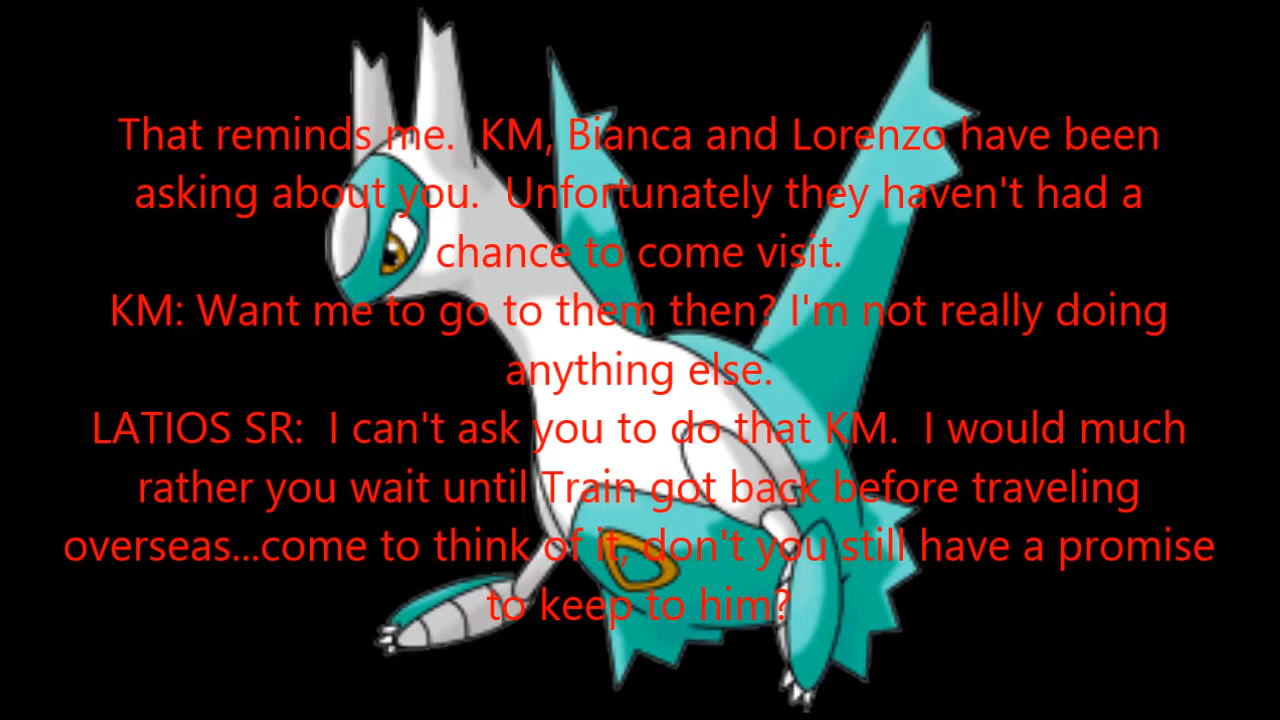 That reminds me.  KM, Bianca and Lorenzo have been
asking about you.  Unfortunately they haven't had a
chance to come visit.
KM: Want me to go to them then? I'm not really doing
anything else.
LATIOS SR:  I can't ask you to do that KM.  I would much
rather you wait until Train got back before traveling
overseas...come to think of it, don't you still have a promise
to keep to him?